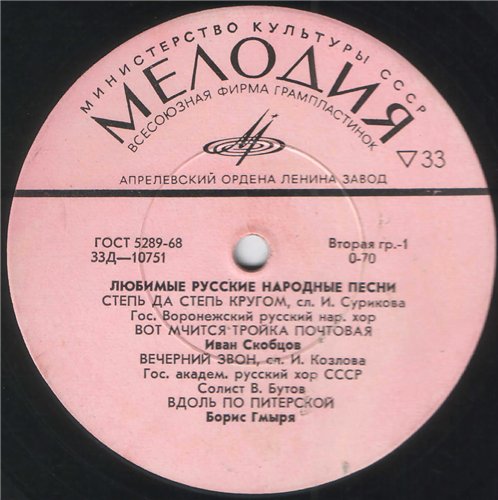 МИНИСТЕРСТВО КУЛЬТУРЫ СССР
МЕЛОДИЯ
ВСЕСОЮЗНАЯ ФИРМА ГРАМПЛАСТИНОК
▽33
АПРЕЛЕВСКИЙ ОРДЕНА ЛЕНИНА ЗАВОД
ГОСТ 5289-68
33Д—10751
Вторая гр.-1
0-70
ЛЮБИМЫЕ РУССКИЕ НАРОДНЫЕ ПЕСНИ
СТЕПЬ ДА СТЕПЬ КРУГОМ, сл. И. Сурикова
Гос. Воронежский русский нар. хор
ВОТ МЧИТСЯ ТРОЙКА ПОЧТОВАЯ
Иван Скобцов
ВЕЧЕРНИЙ ЗВОН, сл. И. Козлова
Гос. академ. русский хор СССР
Солист В. Бутов
ВДОЛЬ ПО ПИТЕРСКОЙ
Борис Гмыря